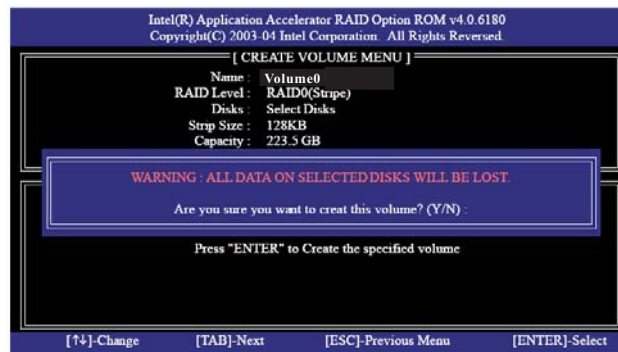 Intel(R) Application Accelerator RAID Option ROM v4.0.6180
Copyright(C) 2003-04 Intel Corporation. All Rights Reversed.
[ CREATE VOLUME MENU ]
Name : Volume0
RAID Level : RAID0(Stripe)
Disks : Select Disks
Strip Size : 128KB
Capacity : 223.5 GB
WARNING : ALL DATA ON SELECTED DISKS WILL BE LOST.
Are you sure you want to creat this volume? (Y/N) :
Press "ENTER" to Create the specified volume
[↑↓]-Change [TAB]-Next [ESC]-Previous Menu [ENTER]-Select